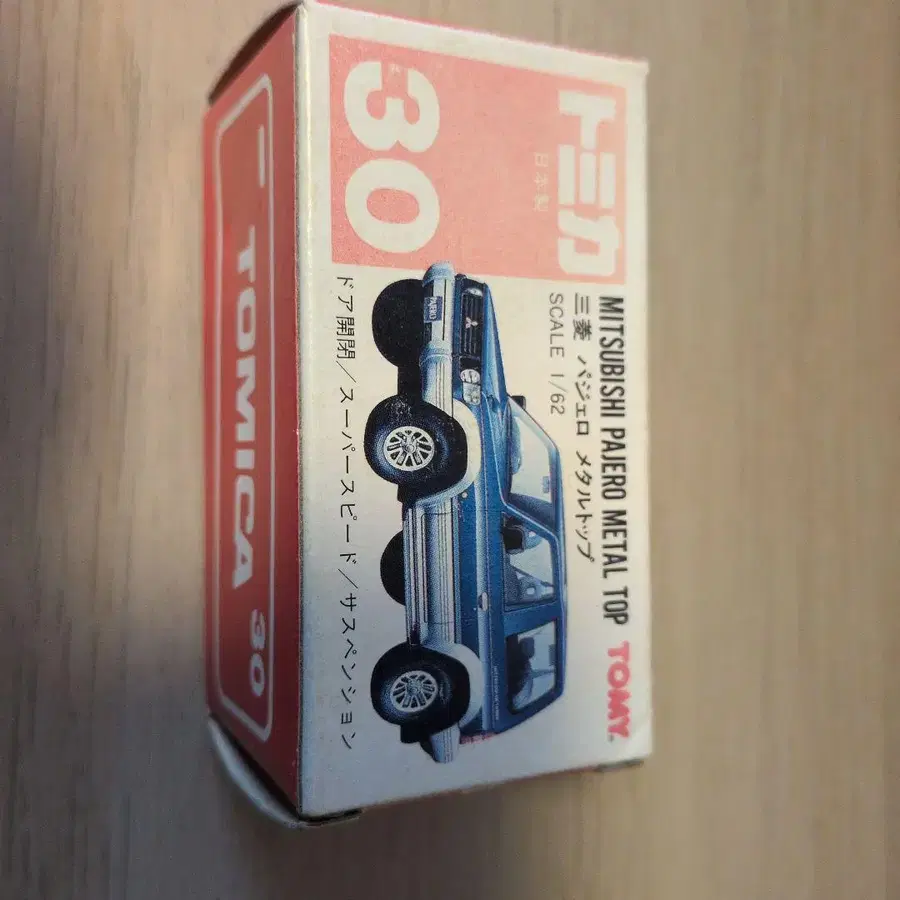 トミカ
日本製
30
MITSUBISHI PAJERO METAL TOP
三菱 パジェロ メタルトップ
SCALE 1/62
TOMY
PAJERO
ドア開閉/スーパースピード/サスペンション
TOMICA 30